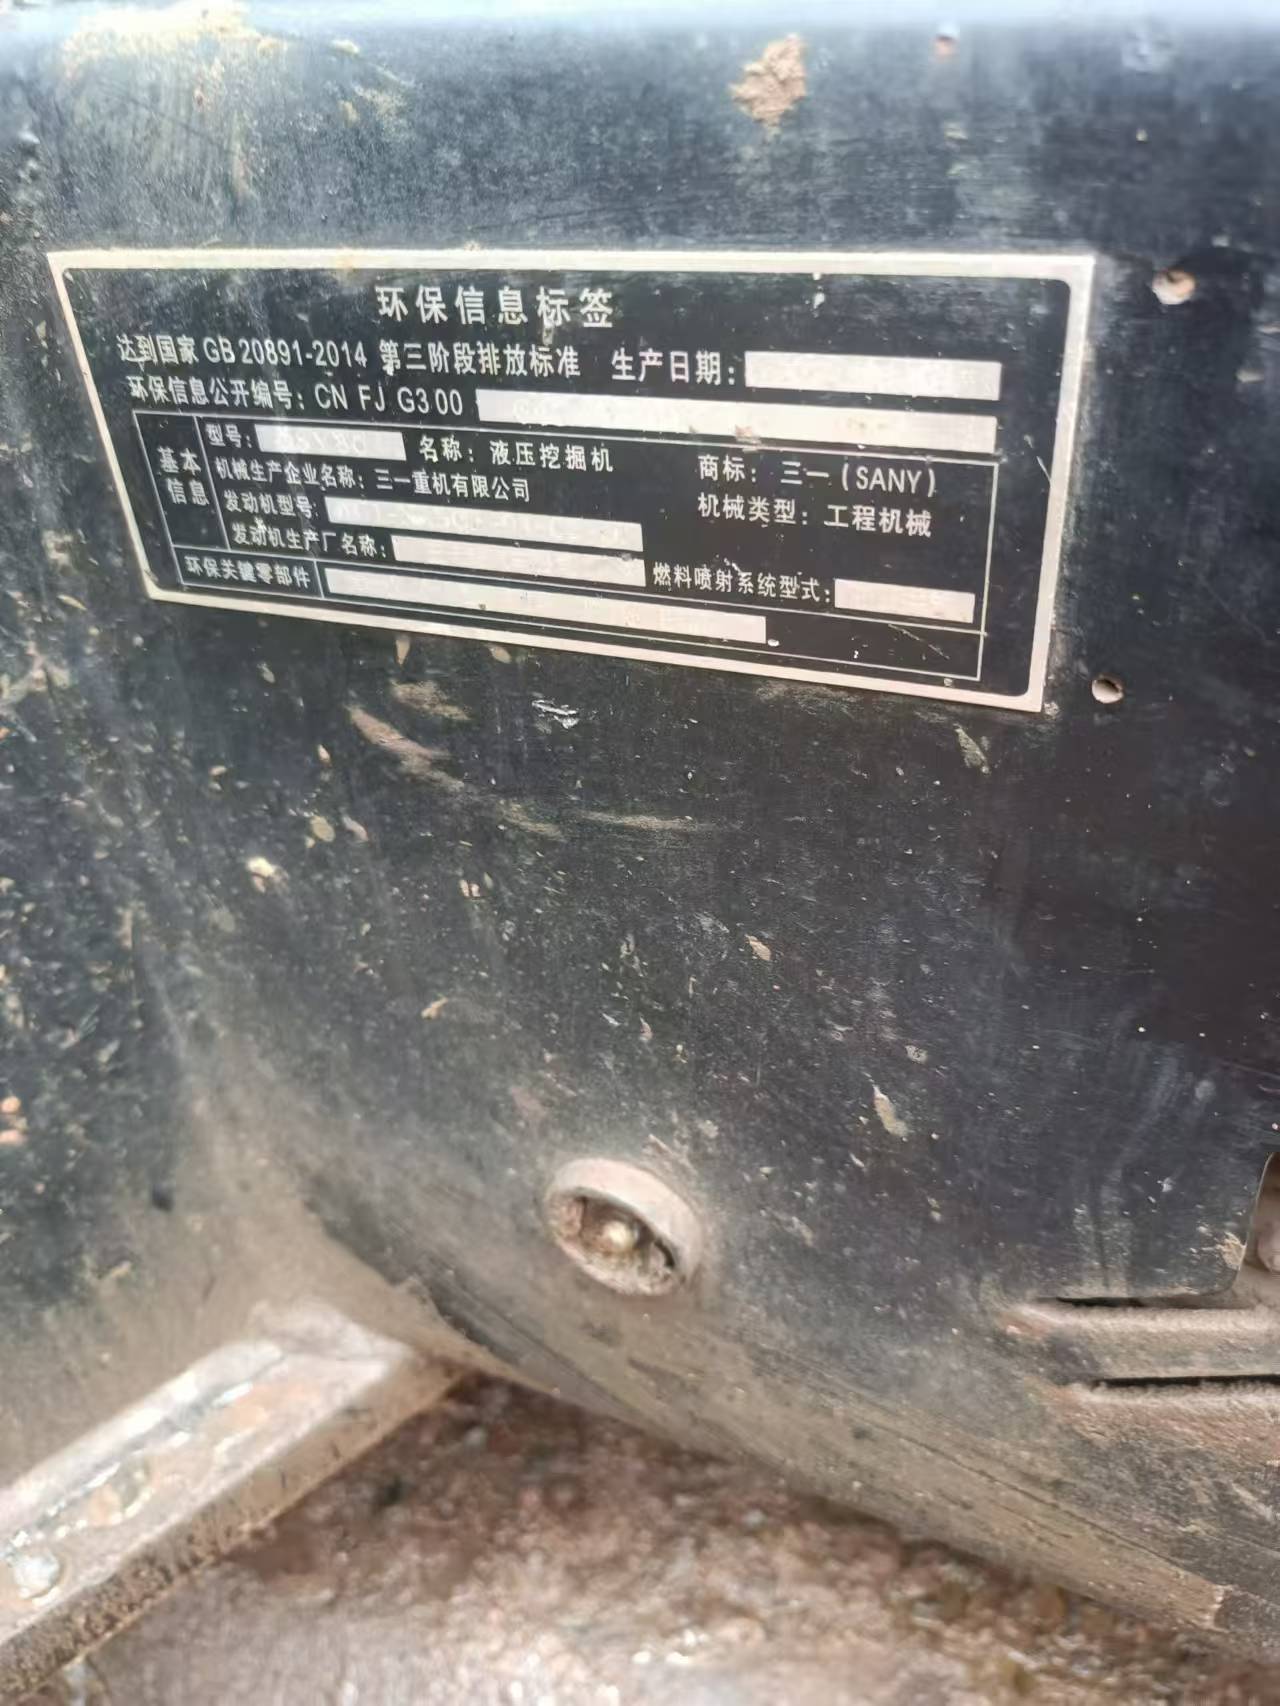 环保信息标签
达到国家 GB 20891-2014 第三阶段排放标准 生产日期：
环保信息公开编号：CN FJ G3 00
基本信息
型号： 名称：液压挖掘机 商标：三一(SANY)
机械生产企业名称：三一重机有限公司 机械类型：工程机械
发动机型号：
发动机生产厂名称： 燃料喷射系统型式：
环保关键零部件